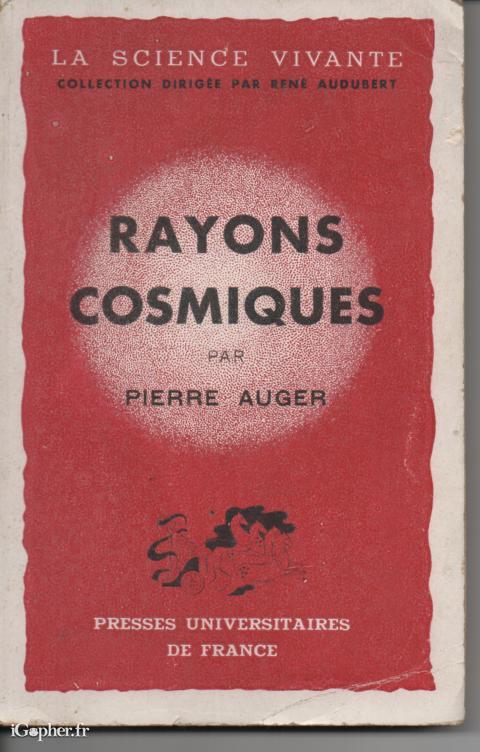 LA SCIENCE VIVANTE
COLLECTION DIRIGÉE PAR RENÉ AUDUBERT
RAYONS
COSMIQUES
PAR
PIERRE AUGER
PRESSES UNIVERSITAIRES
DE FRANCE
iGopher.fr